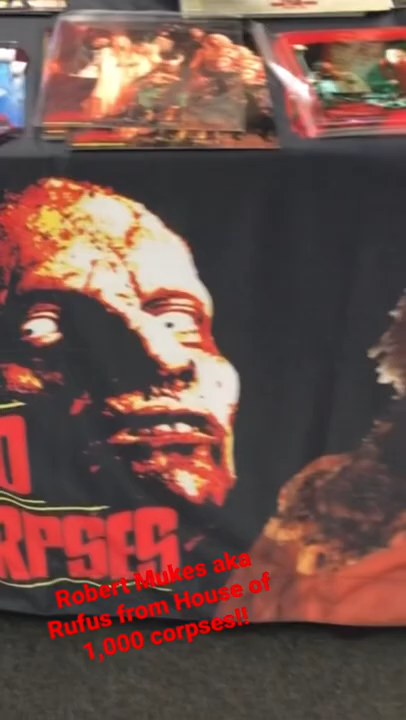 RPSES
Robert Mukes aka
Rufus from House of
1,000 corpses!!